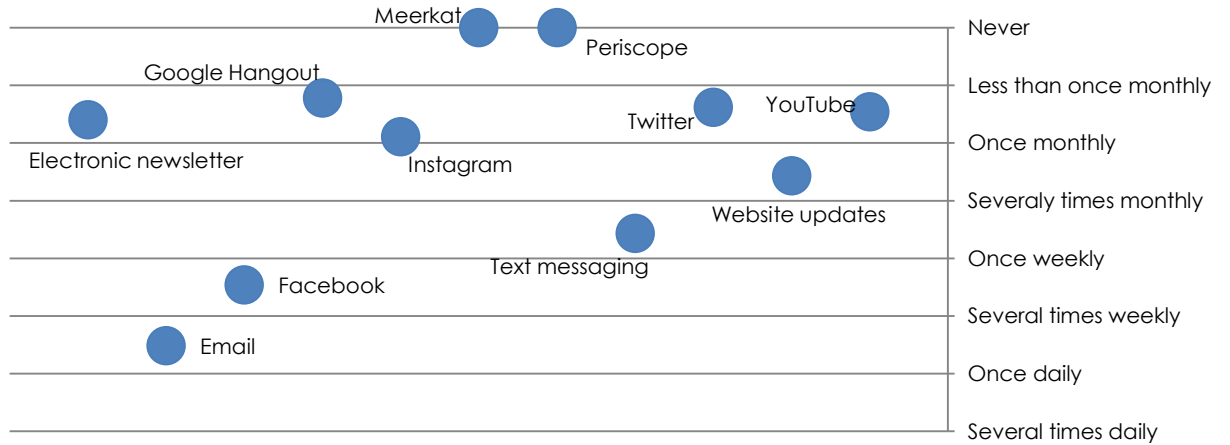 Meerkat
Never
Periscope
Google Hangout
Less than once monthly
YouTube
Twitter
Once monthly
Electronic newsletter
Instagram
Severaly times monthly
Website updates
Once weekly
Text messaging
Facebook
Several times weekly
Email
Once daily
Several times daily